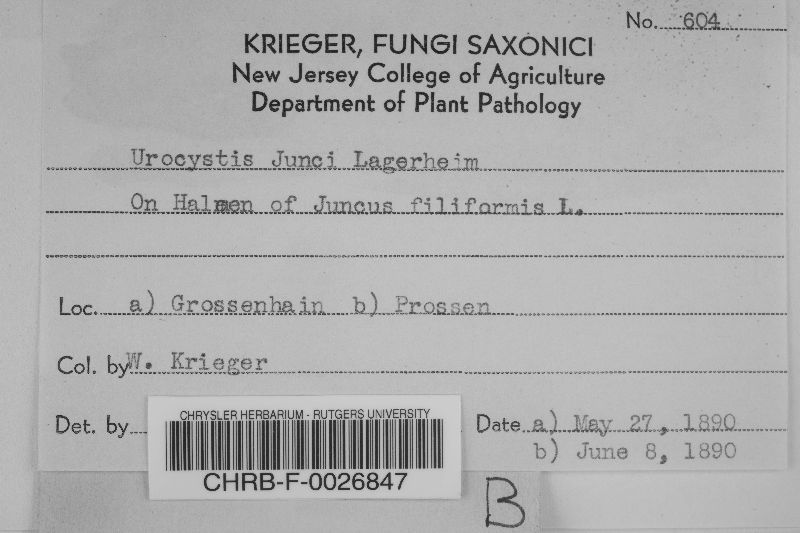 No. 604
KRIEGER, FUNGI SAXONICI
New Jersey College of Agriculture
Department of Plant Pathology
Urocystis Junci Lagerheim
On Halmen of Juncus filiformis L.
Loc. a) Grossenhain b) Prossen
Col. by W. Krieger
Det. by
Date a) May 27, 1890
b) June 8, 1890
CHRYSLER HERBARIUM - RUTGERS UNIVERSITY
CHRB-F-0026847
B